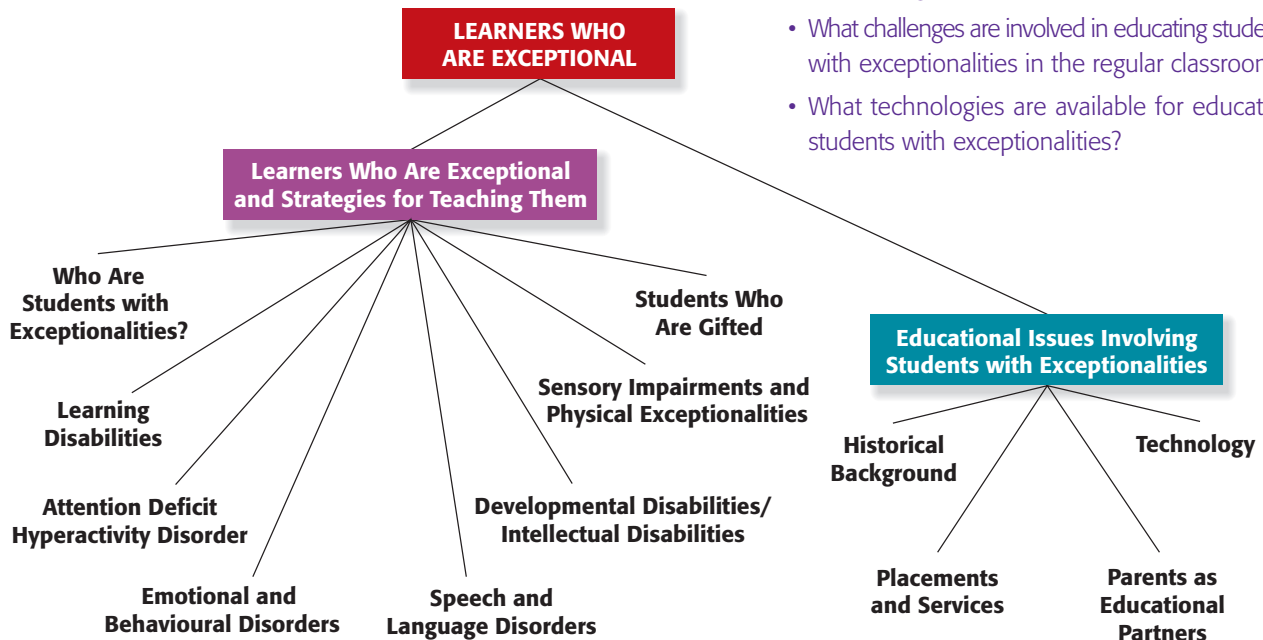 LEARNERS WHO
ARE EXCEPTIONAL
• What challenges are involved in educating
with exceptionalities in the regular
• What technologies are available for
students with exceptionalities?
Learners Who Are Exceptional
and Strategies for Teaching Them
Who Are
Students with
Exceptionalities?
Learning
Disabilities
Attention Deficit
Hyperactivity Disorder
Emotional and
Behavioural Disorders
Speech and
Language Disorders
Developmental Disabilities/
Intellectual Disabilities
Sensory Impairments and
Physical Exceptionalities
Students Who
Are Gifted
Educational Issues Involving
Students with Exceptionalities
Historical
Background
Placements
and Services
Parents as
Educational
Partners
Technology